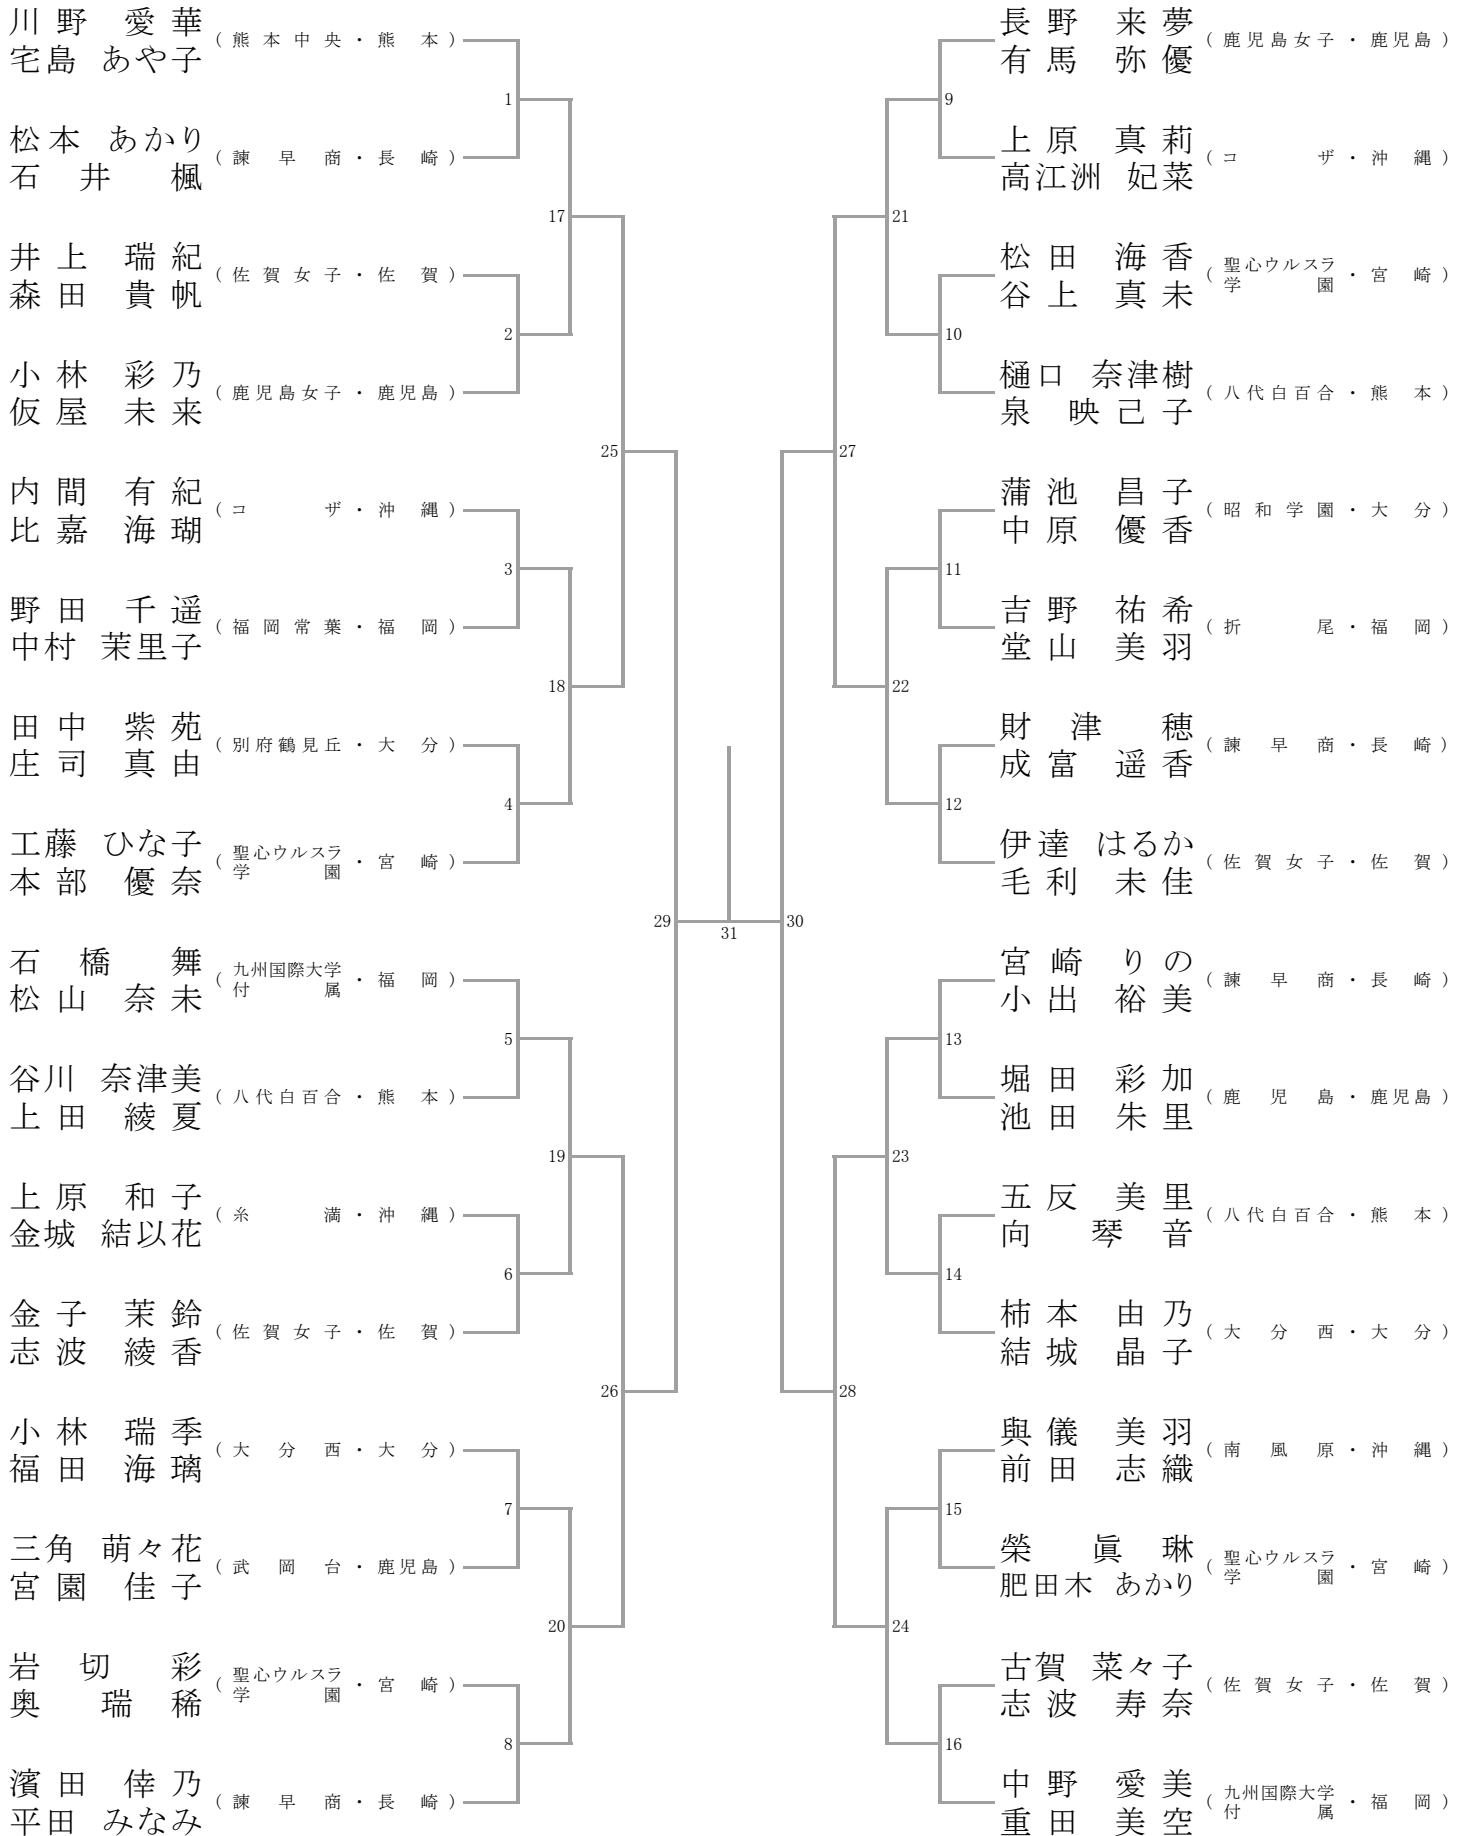 川野 愛華
宅島 あや子
(熊本中央・熊本)
1
松本 あかり
石井 楓
(諫早商・長崎)
17
井上 瑞紀
森田 貴帆
(佐賀女子・佐賀)
2
小林 彩乃
仮屋 未来
(鹿児島女子・鹿児島)
25
内間 有紀
比嘉 海瑚
(コザ・沖縄)
3
野田 千遥
中村 茉里子
(福岡常葉・福岡)
18
田中 紫苑
庄司 真由
(別府鶴見丘・大分)
4
工藤 ひな子
本部 優奈
(聖心ウルスラ
学園・宮崎)
29
石橋 舞
松山 奈未
(九州国際大学
付属・福岡)
5
谷川 奈津美
上田 綾夏
(八代白百合・熊本)
19
上原 和子
金城 結以花
(糸満・沖縄)
6
金子 茉鈴
志波 綾香
(佐賀女子・佐賀)
26
小林 瑞季
福田 海璃
(大分西・大分)
7
三角 萌々花
宮園 佳子
(武岡台・鹿児島)
20
岩切 彩
奥 瑞稀
(聖心ウルスラ
学園・宮崎)
8
濱田 倖乃
平田 みなみ
(諫早商・長崎)
31
長野 来夢
有馬 弥優
(鹿児島女子・鹿児島)
9
上原 真莉
高江洲 妃菜
(コザ・沖縄)
21
松田 海香
谷上 真未
(聖心ウルスラ
学園・宮崎)
10
樋口 奈津樹
泉 映己子
(八代白百合・熊本)
27
蒲池 昌子
中原 優香
(昭和学園・大分)
11
吉野 祐希
堂山 美羽
(折尾・福岡)
22
財津 穂
成富 遥香
(諫早商・長崎)
12
伊達 はるか
毛利 未佳
(佐賀女子・佐賀)
30
宮崎 りの
小出 裕美
(諫早商・長崎)
13
堀田 彩加
池田 朱里
(鹿児島・鹿児島)
23
五反 美里
向 琴音
(八代白百合・熊本)
14
柿本 由乃
結城 晶子
(大分西・大分)
28
與儀 美羽
前田 志織
(南風原・沖縄)
15
榮 眞琳
肥田木 あかり
(聖心ウルスラ
学園・宮崎)
24
古賀 菜々子
志波 寿奈
(佐賀女子・佐賀)
16
中野 愛美
重田 美空
(九州国際大学
付属・福岡)